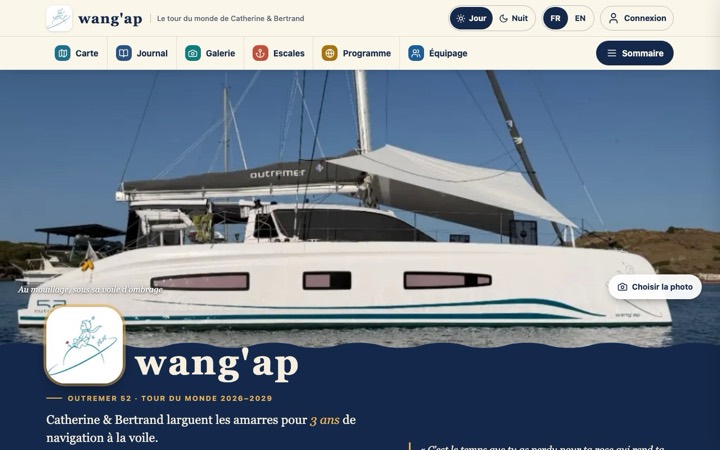 wang'ap
Le tour du monde de Catherine & Bertrand
Jour
Nuit
FR
EN
Connexion
Carte
Journal
Galerie
Escales
Programme
Équipage
Sommaire
outremer
Au mouillage, sous sa voile d'ombrage
52
Choisir la photo
wang'ap
wang'ap
OUTREMER 52 · TOUR DU MONDE 2026–2029
Catherine & Bertrand larguent les amarres pour 3 ans de
navigation à la voile.
« C'est le temps que tu as perdu pour ta rose qui rend ta